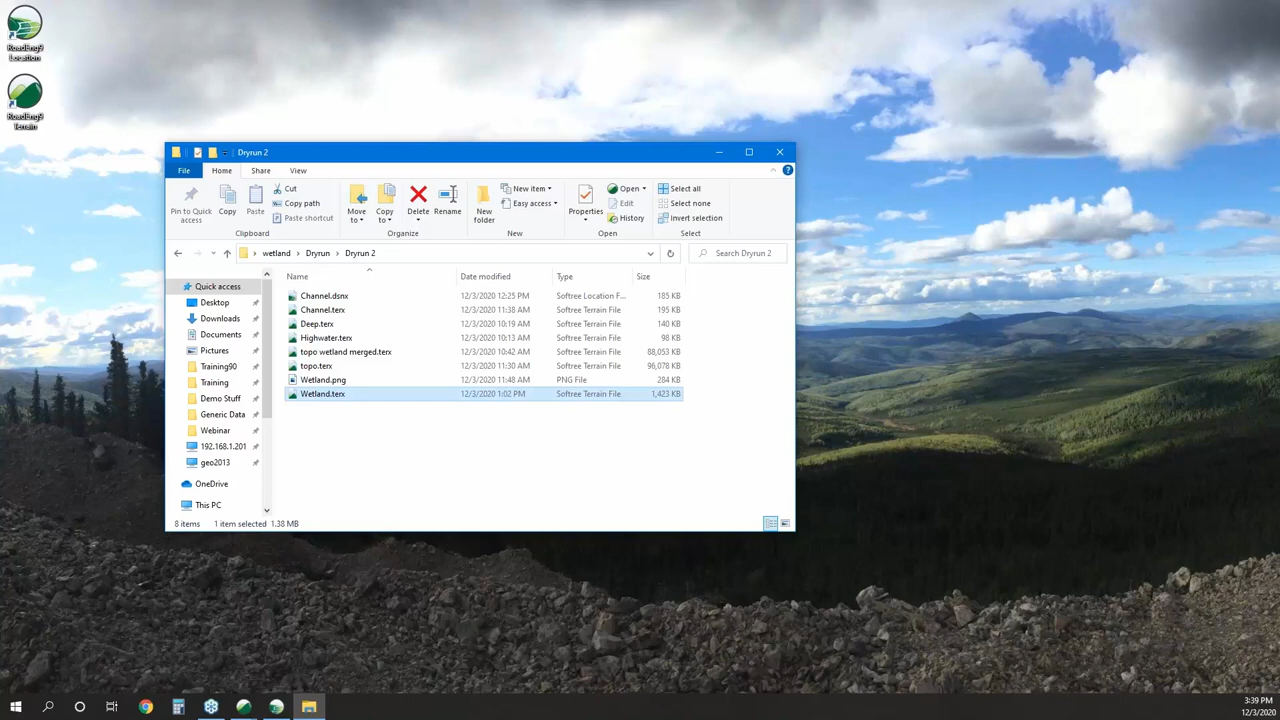 RoadEng9
Location
RoadEng9
Terrain
Dryrun 2
File Home Share View
Pin to Quick
access
Copy
Paste
Cut
Copy path
Paste shortcut
Clipboard
Move
to
Copy
to
Delete
Rename
Organize
New
folder
New item
Easy access
New
Properties
Open
Edit
History
Open
Select all
Select none
Invert selection
Select
wetland Dryrun Dryrun 2
Search Dryrun 2
Quick access
Desktop
Downloads
Documents
Pictures
Training90
Training
Demo Stuff
Generic Data
Webinar
192.168.1.201
geo2013
OneDrive
This PC
Name Date modified Type Size
Channel.dsnx 12/3/2020 12:25 PM Softree Location F... 185 KB
Channel.terx 12/3/2020 11:38 AM Softree Terrain File 195 KB
Deep.terx 12/3/2020 10:19 AM Softree Terrain File 140 KB
Highwater.terx 12/3/2020 10:13 AM Softree Terrain File 98 KB
topo wetland merged.terx 12/3/2020 10:42 AM Softree Terrain File 88,053 KB
topo.terx 12/3/2020 11:30 AM Softree Terrain File 96,078 KB
Wetland.png 12/3/2020 11:48 AM PNG File 284 KB
Wetland.terx 12/3/2020 1:02 PM Softree Terrain File 1,423 KB
8 items 1 item selected 1.38 MB
3:39 PM
12/3/2020